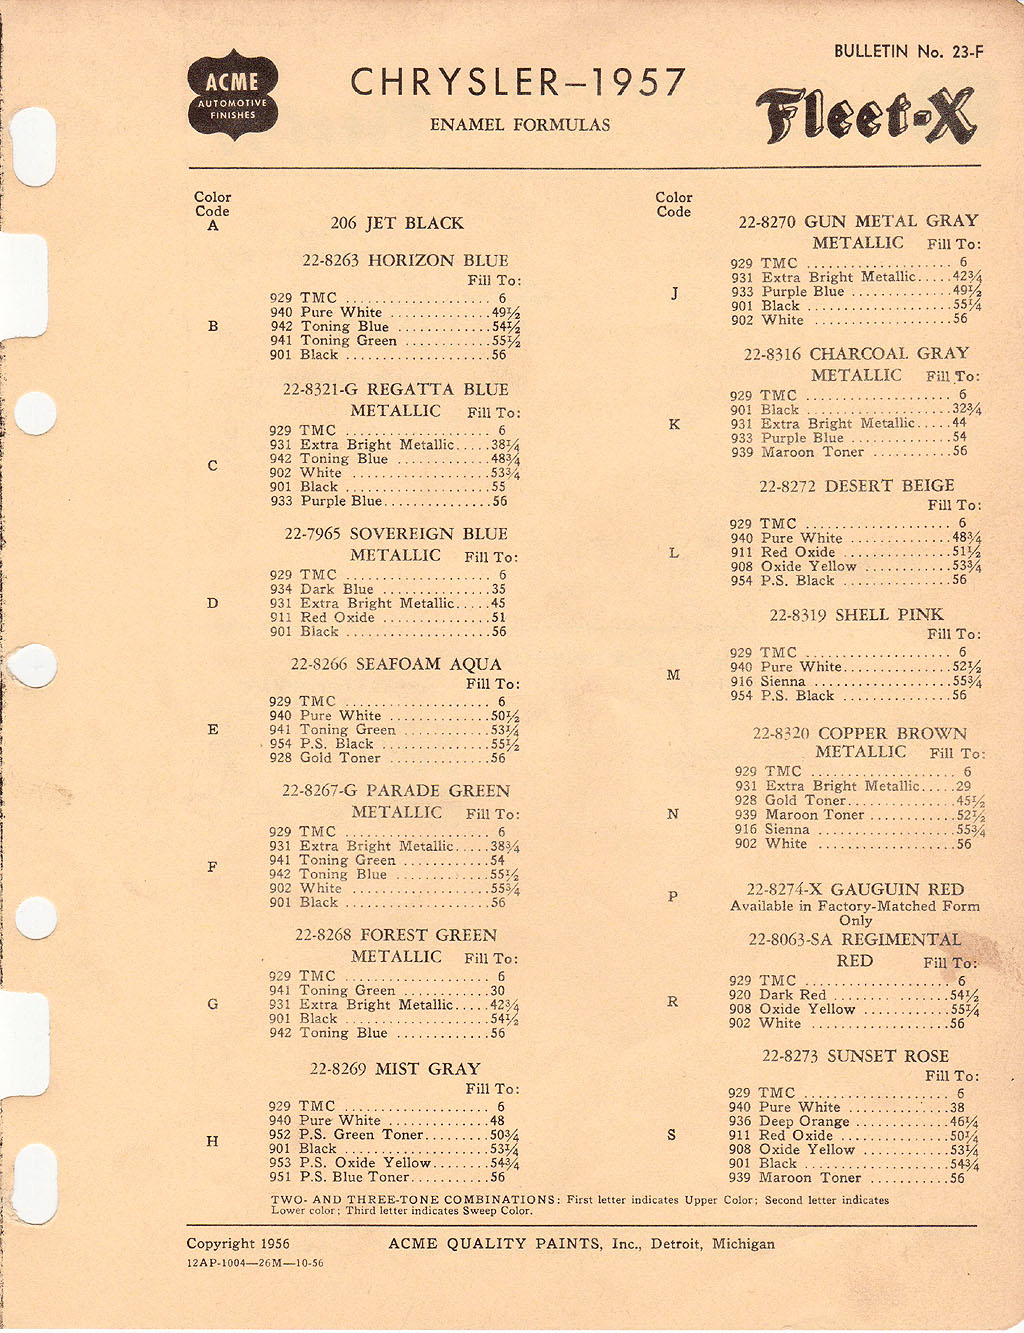 BULLETIN No. 23-F
ACME
AUTOMOTIVE
FINISHES
CHRYSLER—1957
ENAMEL FORMULAS
Fleet-X
Color
Code
A
206 JET BLACK
22-8263 HORIZON BLUE
Fill To:
929 TMC .................... 6
940 Pure White ..............49½
B 942 Toning Blue .............54½
941 Toning Green ............55½
901 Black ....................56
22-8321-G REGATTA BLUE
METALLIC Fill To:
929 TMC .................... 6
931 Extra Bright Metallic.....38¼
942 Toning Blue .............48¾
C 902 White ...................53¾
901 Black ....................55
933 Purple Blue...............56
22-7965 SOVEREIGN BLUE
METALLIC Fill To:
929 TMC .................... 6
934 Dark Blue ................35
D 931 Extra Bright Metallic.....45
911 Red Oxide ................51
901 Black ....................56
22-8266 SEAFOAM AQUA
Fill To:
929 TMC .................... 6
940 Pure White ..............50½
E 941 Toning Green ............53¼
954 P.S. Black ...............55½
928 Gold Toner ..............56
22-8267-G PARADE GREEN
METALLIC Fill To:
929 TMC .................... 6
931 Extra Bright Metallic.....38¾
941 Toning Green ............54
F 942 Toning Blue .............55½
902 White ...................55¾
901 Black ....................56
22-8268 FOREST GREEN
METALLIC Fill To:
929 TMC .................... 6
941 Toning Green ............30
G 931 Extra Bright Metallic.....42¾
901 Black ....................54½
942 Toning Blue .............56
22-8269 MIST GRAY
Fill To:
929 TMC .................... 6
940 Pure White ..............48
952 P.S. Green Toner.........50¾
H 901 Black ....................53¼
953 P.S. Oxide Yellow........54¾
951 P.S. Blue Toner...........56
Color
Code
22-8270 GUN METAL GRAY
METALLIC Fill To:
929 TMC .................... 6
931 Extra Bright Metallic.....42¾
J 933 Purple Blue ..............49½
901 Black ....................55¼
902 White ...................56
22-8316 CHARCOAL GRAY
METALLIC Fill To:
929 TMC .................... 6
901 Black ....................32¾
K 931 Extra Bright Metallic.....44
933 Purple Blue ..............54
939 Maroon Toner ...........56
22-8272 DESERT BEIGE
Fill To:
929 TMC .................... 6
940 Pure White ..............48¾
L 911 Red Oxide ...............51½
908 Oxide Yellow ............53¾
954 P.S. Black ...............56
22-8319 SHELL PINK
Fill To:
929 TMC .................... 6
940 Pure White...............52½
M 916 Sienna ...................55¾
954 P.S. Black ...............56
22-8320 COPPER BROWN
METALLIC Fill To:
929 TMC .................... 6
931 Extra Bright Metallic.....29
928 Gold Toner...............45½
N 939 Maroon Toner ............52½
916 Sienna ...................55¾
902 White ...................56
P 22-8274-X GAUGUIN RED
Available in Factory-Matched Form
Only
22-8063-SA REGIMENTAL
RED Fill To:
929 TMC .................... 6
R 920 Dark Red ................54½
908 Oxide Yellow ............55¼
902 White ...................56
22-8273 SUNSET ROSE
Fill To:
929 TMC .................... 6
940 Pure White ..............38
936 Deep Orange .............46¼
S 911 Red Oxide ...............50¼
908 Oxide Yellow ............53¼
901 Black ....................54¾
939 Maroon Toner ...........56
TWO- AND THREE-TONE COMBINATIONS: First letter indicates Upper Color; Second letter indicates
Lower color; Third letter indicates Sweep Color.
Copyright 1956 ACME QUALITY PAINTS, Inc., Detroit, Michigan
12AP-1004—26M—10-56